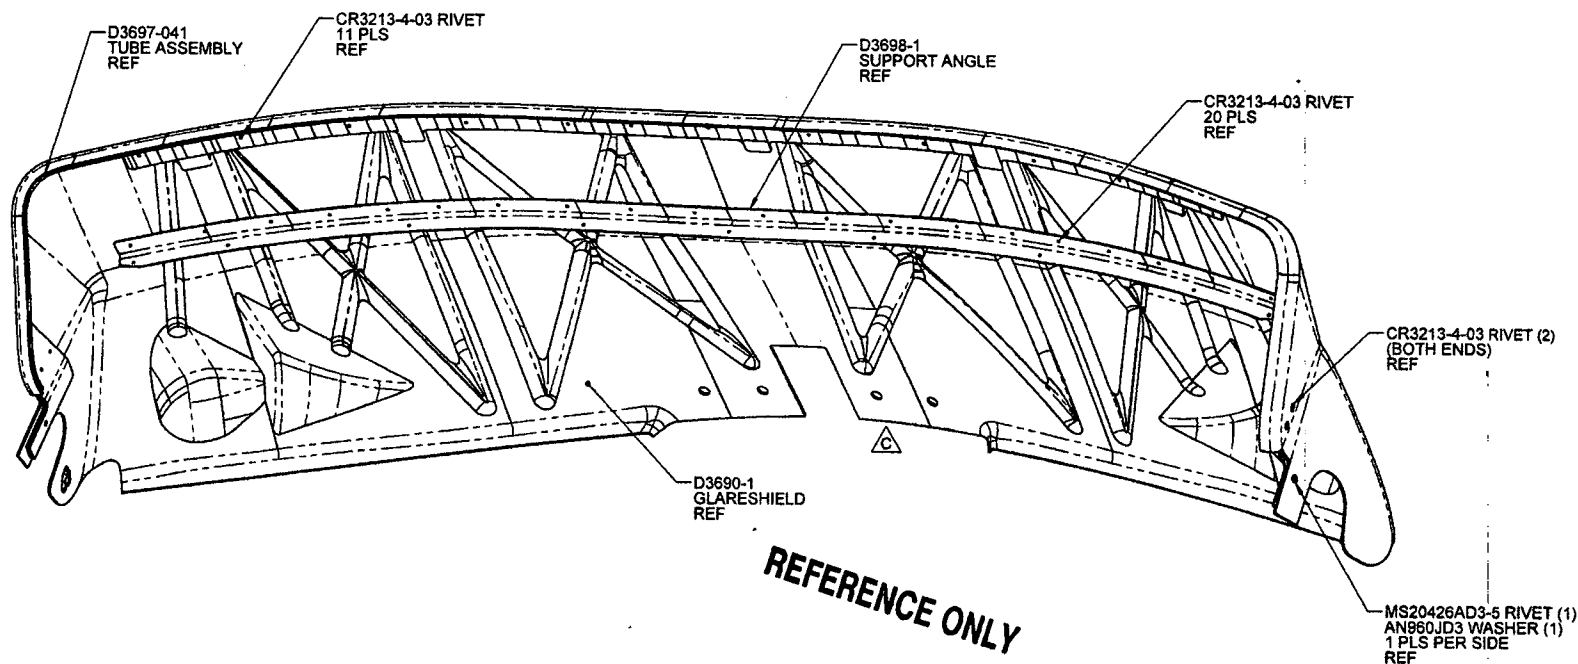 D3697-041
TUBE ASSEMBLY
REF
CR3213-4-03 RIVET
11 PLS
REF
D3698-1
SUPPORT ANGLE
REF
CR3213-4-03 RIVET
20 PLS
REF
CR3213-4-03 RIVET (2)
(BOTH ENDS)
REF
C
D3690-1
GLARESHIELD
REF
REFERENCE ONLY
MS20426AD3-5 RIVET (1)
AN960JD3 WASHER (1)
1 PLS PER SIDE
REF